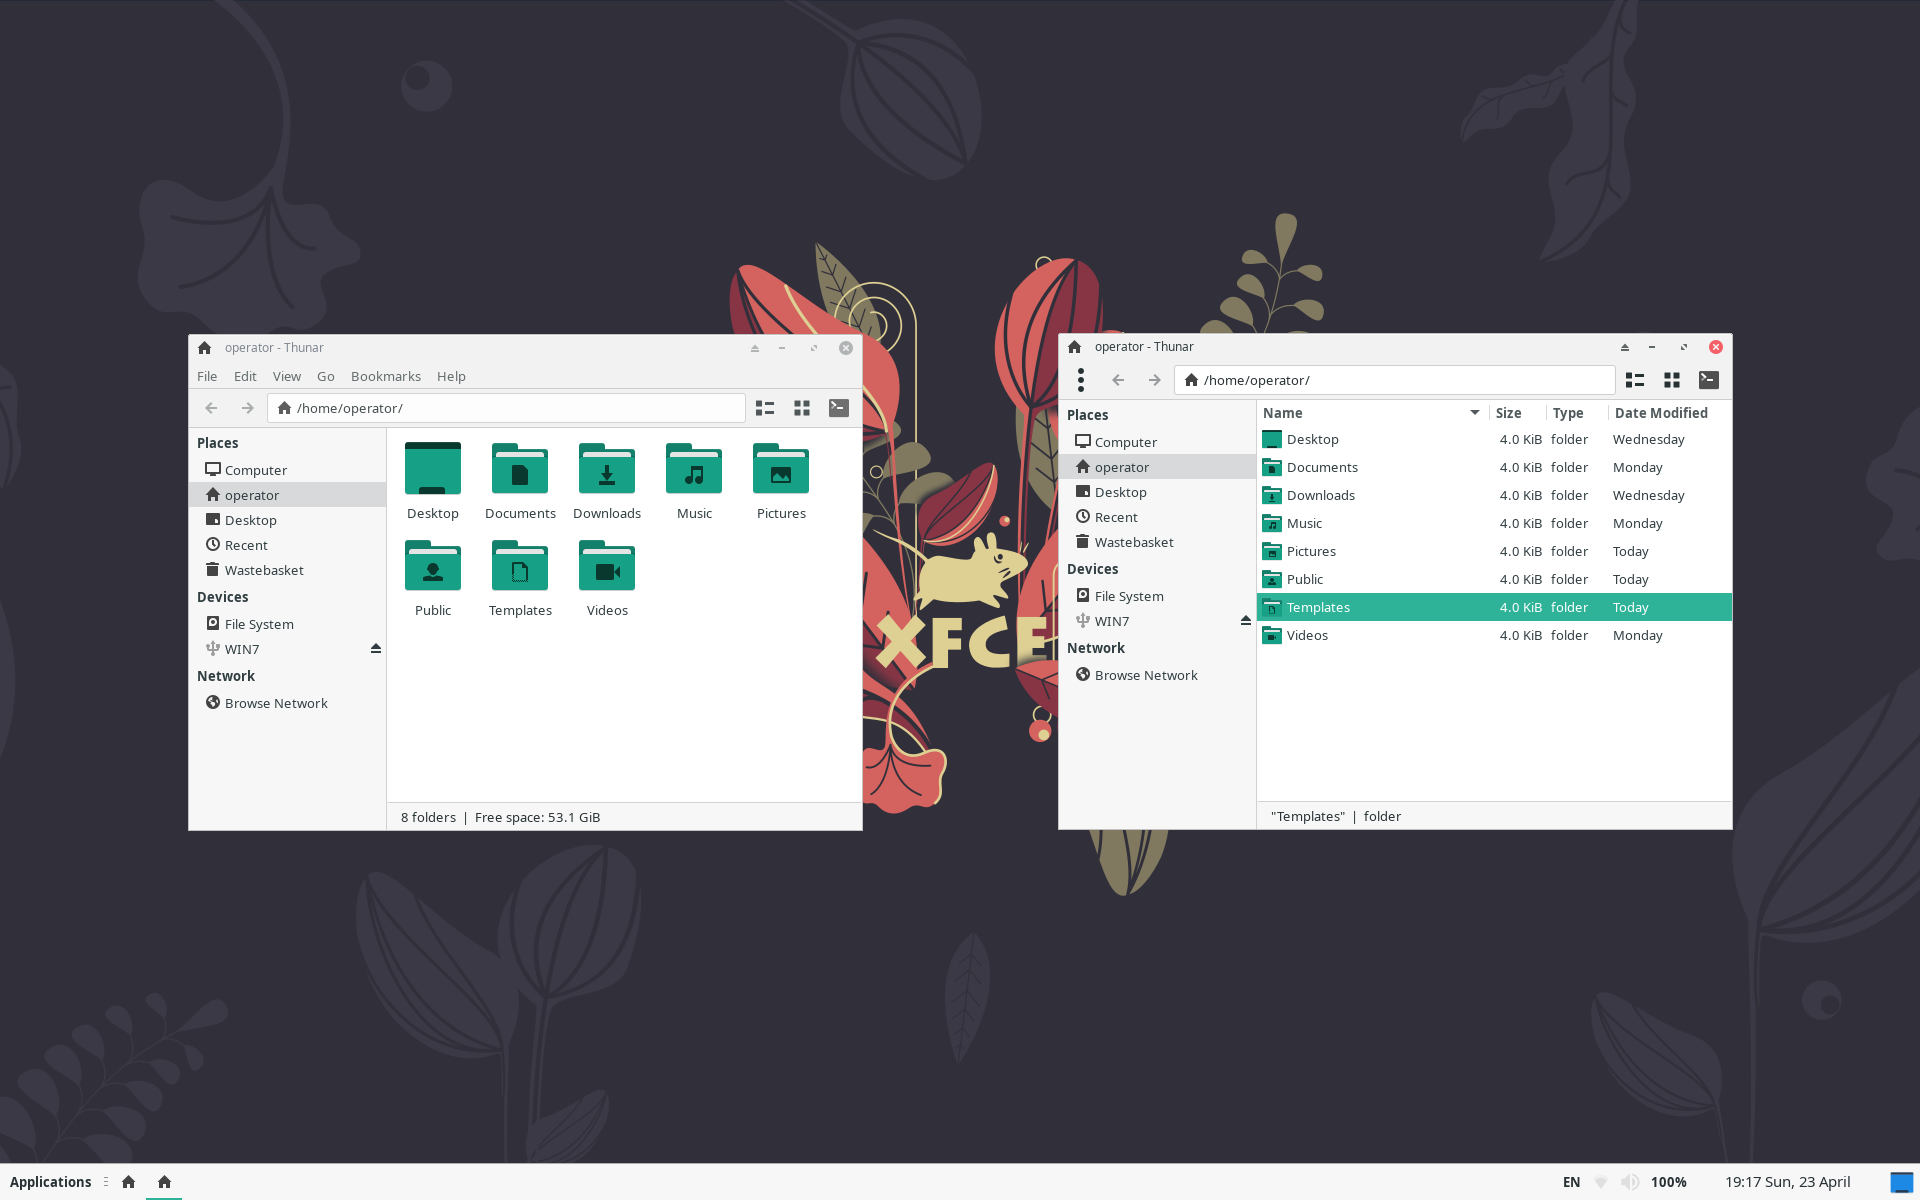 operator - Thunar
File Edit View Go Bookmarks Help
/home/operator/
Places
Computer
operator
Desktop
Recent
Wastebasket
Devices
File System
WIN7
Network
Browse Network
Desktop Documents Downloads Music Pictures
Public Templates Videos
8 folders | Free space: 53.1 GiB
XFCE
operator - Thunar
/home/operator/
Places
Computer
operator
Desktop
Recent
Wastebasket
Devices
File System
WIN7
Network
Browse Network
Name Size Type Date Modified
Desktop 4.0 KiB folder Wednesday
Documents 4.0 KiB folder Monday
Downloads 4.0 KiB folder Wednesday
Music 4.0 KiB folder Monday
Pictures 4.0 KiB folder Today
Public 4.0 KiB folder Today
Templates 4.0 KiB folder Today
Videos 4.0 KiB folder Monday
"Templates" | folder
Applications EN 100% 19:17 Sun, 23 April